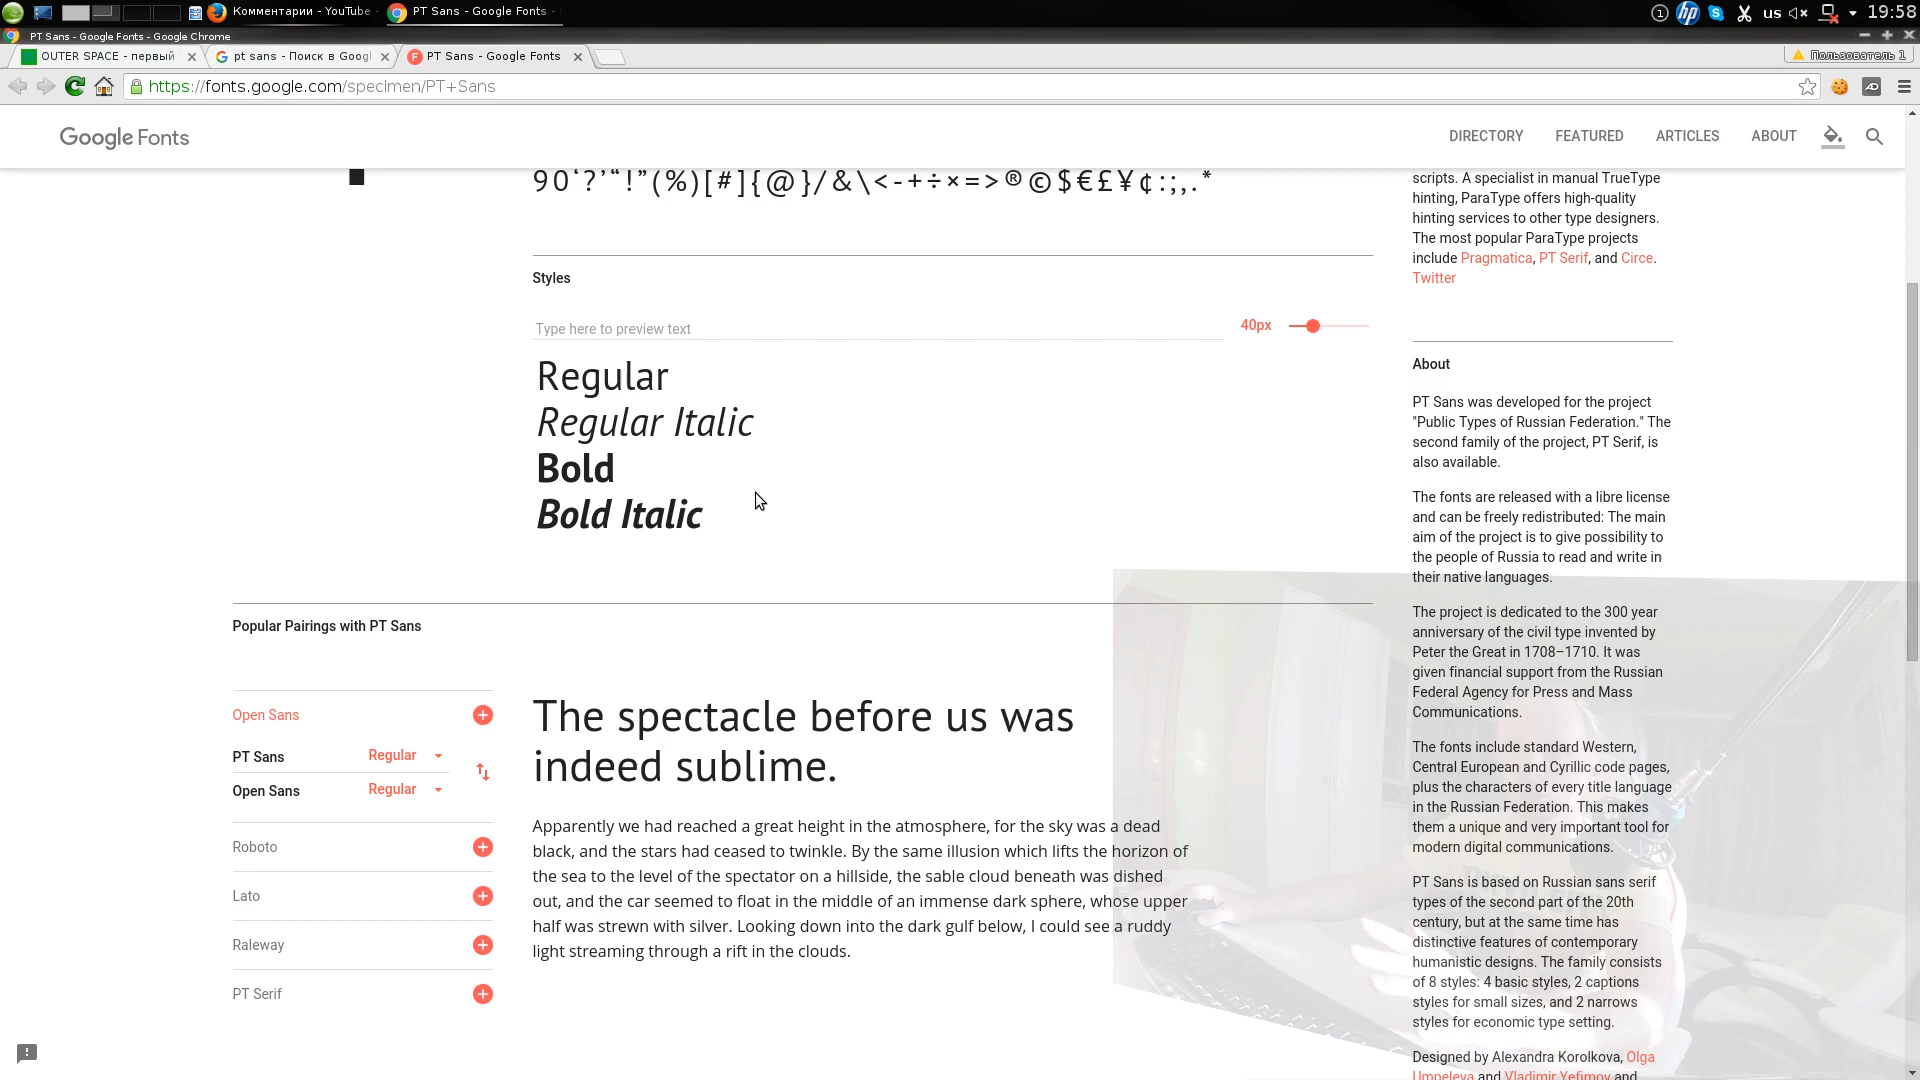 Комментарии - YouTube
PT Sans - Google Fonts -
us
19:58
PT Sans - Google Fonts - Google Chrome
OUTER SPACE - первый
pt sans - Поиск в Googl
PT Sans - Google Fonts
Пользователь 1
https://fonts.google.com/specimen/PT+Sans
Google Fonts
DIRECTORY
FEATURED
ARTICLES
ABOUT
90‘?’“!”(%)[#]{@}/&\<-+÷×=>®©$€£¥¢:;,.*
Styles
Type here to preview text
40px
Regular
Regular Italic
Bold
Bold Italic
Popular Pairings with PT Sans
Open Sans
PT Sans Regular
Open Sans Regular
Roboto
Lato
Raleway
PT Serif
The spectacle before us was
indeed sublime.
Apparently we had reached a great height in the atmosphere, for the sky was a dead
black, and the stars had ceased to twinkle. By the same illusion which lifts the horizon of
the sea to the level of the spectator on a hillside, the sable cloud beneath was dished
out, and the car seemed to float in the middle of an immense dark sphere, whose upper
half was strewn with silver. Looking down into the dark gulf below, I could see a ruddy
light streaming through a rift in the clouds.
scripts. A specialist in manual TrueType
hinting, ParaType offers high-quality
hinting services to other type designers.
The most popular ParaType projects
include Pragmatica, PT Serif, and Circe.
Twitter
About
PT Sans was developed for the project
"Public Types of Russian Federation." The
second family of the project, PT Serif, is
also available.
The fonts are released with a libre license
and can be freely redistributed: The main
aim of the project is to give possibility to
the people of Russia to read and write in
their native languages.
The project is dedicated to the 300 year
anniversary of the civil type invented by
Peter the Great in 1708–1710. It was
given financial support from the Russian
Federal Agency for Press and Mass
Communications.
The fonts include standard Western,
Central European and Cyrillic code pages,
plus the characters of every title language
in the Russian Federation. This makes
them a unique and very important tool for
modern digital communications.
PT Sans is based on Russian sans serif
types of the second part of the 20th
century, but at the same time has
distinctive features of contemporary
humanistic designs. The family consists
of 8 styles: 4 basic styles, 2 captions
styles for small sizes, and 2 narrows
styles for economic type setting.
Designed by Alexandra Korolkova, Olga
Umpeleva and Vladimir Yefimov and